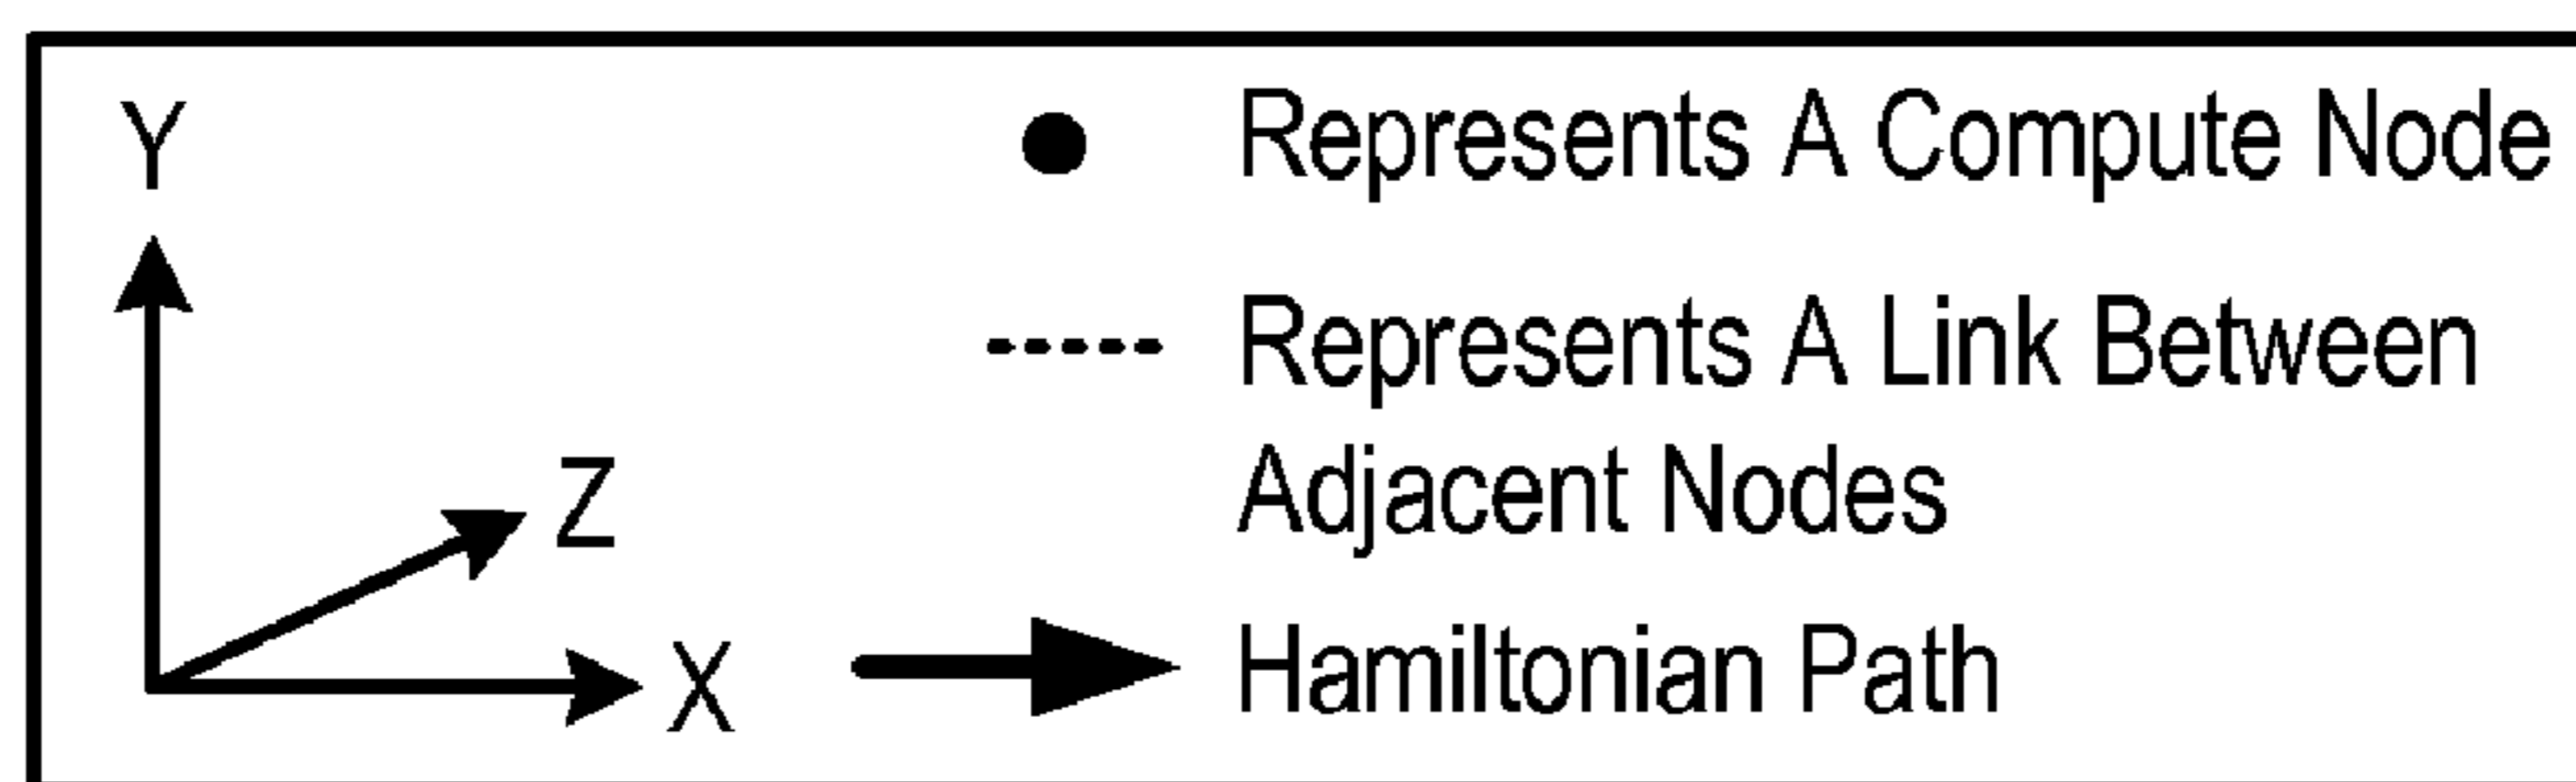 Y
Z
X
Represents A Compute Node
Represents A Link Between
Adjacent Nodes
Hamiltonian Path